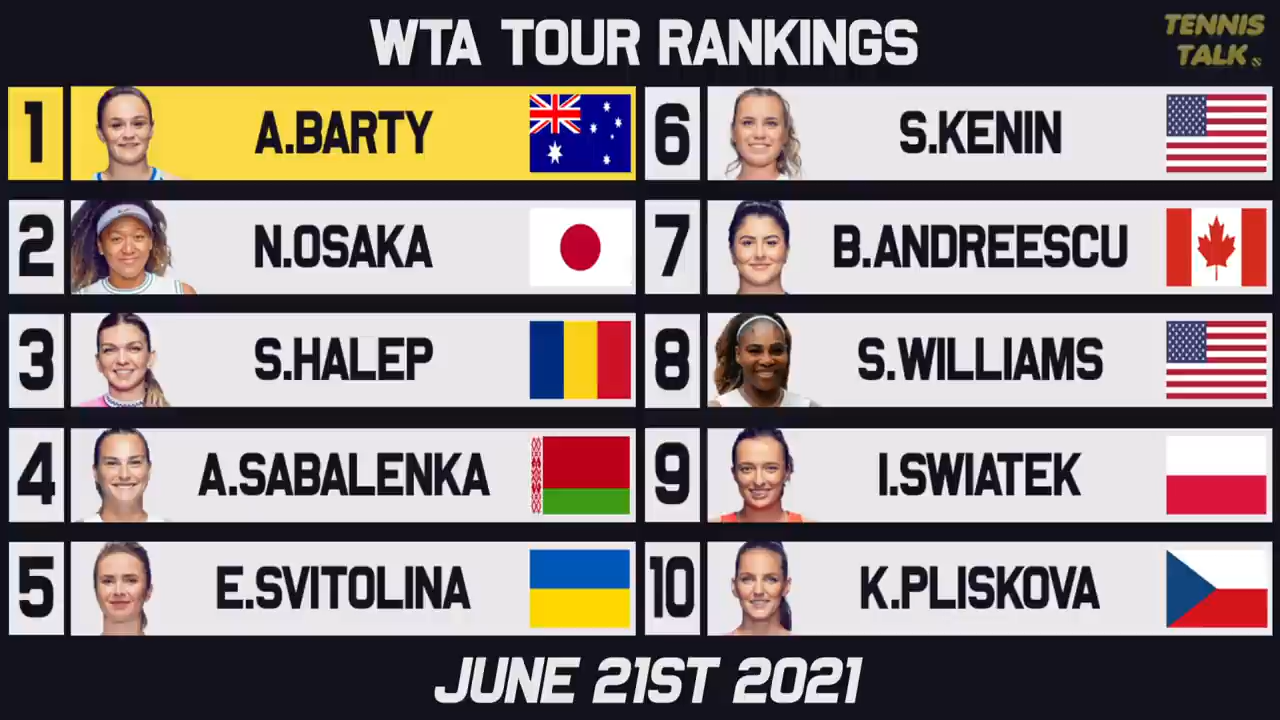 WTA TOUR RANKINGS
TENNIS
TALK
1 A.BARTY
2 N.OSAKA
3 S.HALEP
4 A.SABALENKA
5 E.SVITOLINA
6 S.KENIN
7 B.ANDREESCU
8 S.WILLIAMS
9 I.SWIATEK
10 K.PLISKOVA
JUNE 21ST 2021